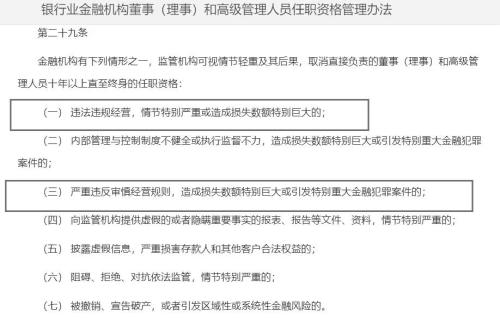 银行业金融机构董事（理事）和高级管理人员任职资格管理办法
第二十九条
金融机构有下列情形之一，监管机构可视情节轻重及其后果，取消直接负责的董事（理事）和高级管
理人员十年以上直至终身的任职资格：
（一） 违法违规经营，情节特别严重或造成损失数额特别巨大的；
（二） 内部管理与控制制度不健全或执行监督不力，造成损失数额特别巨大或引发特别重大金融犯罪
案件的；
（三） 严重违反审慎经营规则，造成损失数额特别巨大或引发特别重大金融犯罪案件的；
（四） 向监管机构提供虚假的或者隐瞒重要事实的报表、报告等文件、资料，情节特别严重的；
（五） 披露虚假信息，严重损害存款人和其他客户合法权益的；
（六） 阻碍、拒绝、对抗依法监管，情节特别严重的；
（七） 被撤销、宣告破产，或者引发区域性或系统性金融风险的。